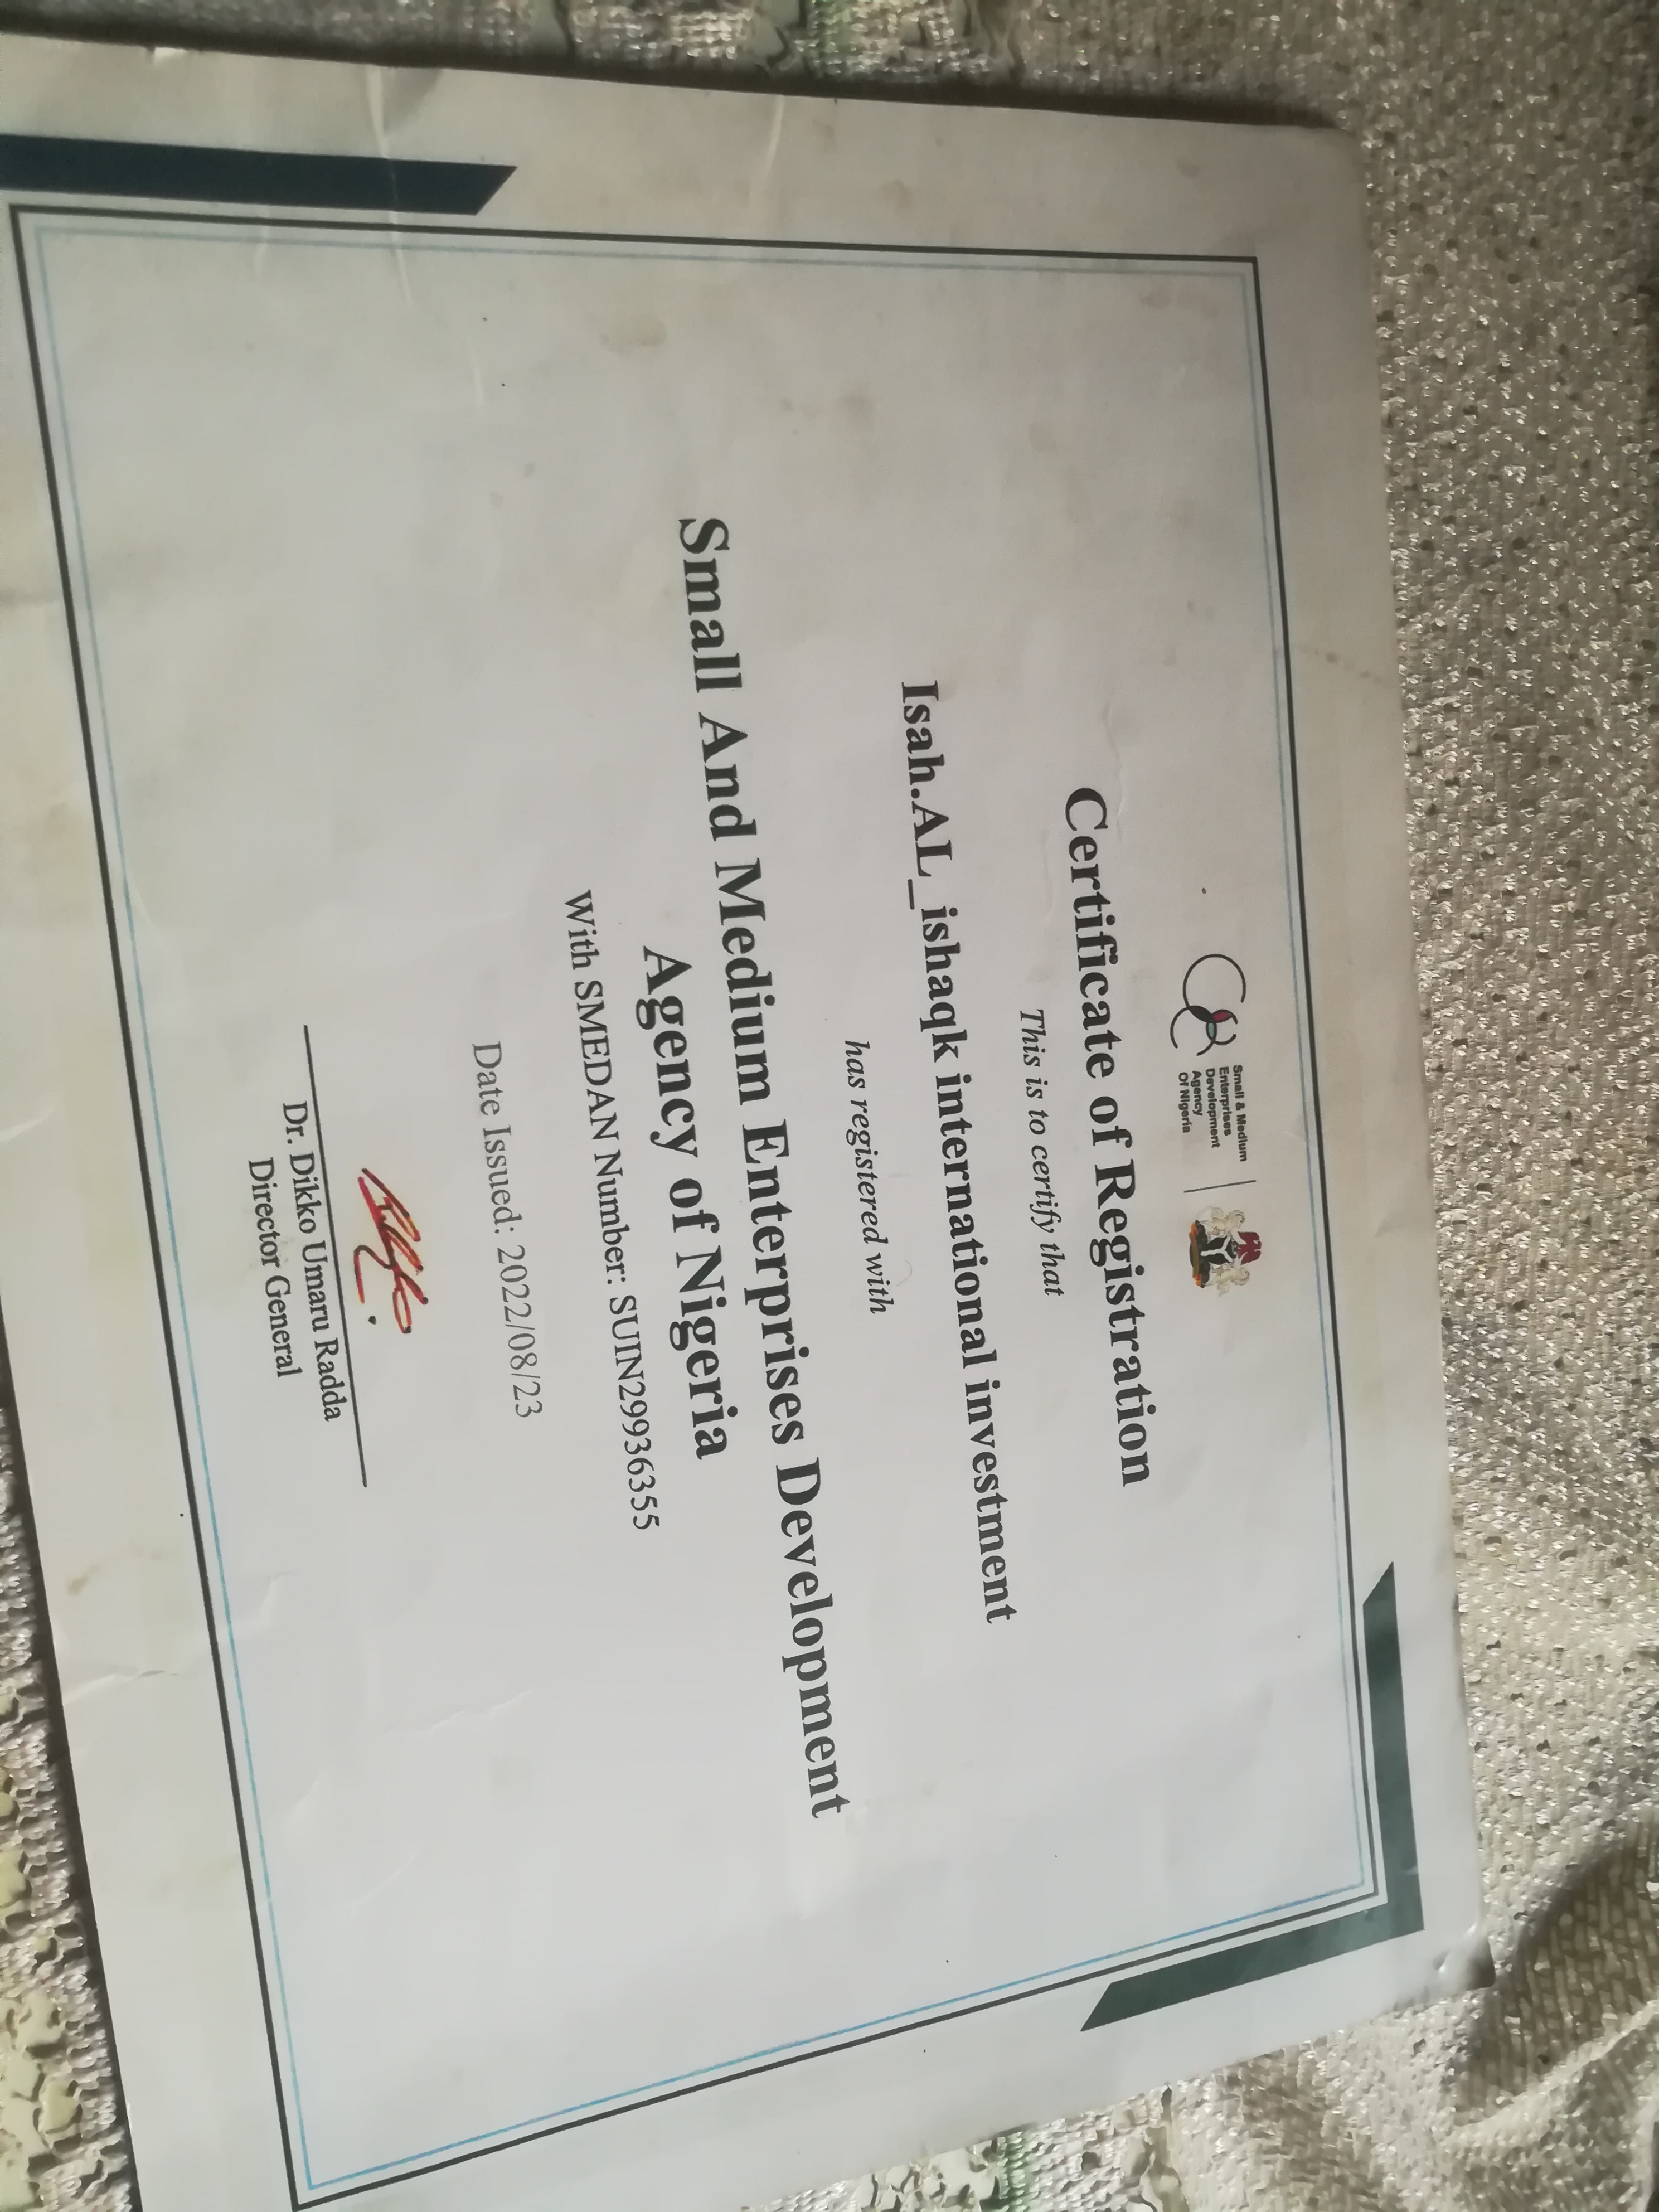 Small & Medium
Enterprises
Development
Agency
Of Nigeria
Certificate of Registration
This is to certify that
Isah.AL_ishaqk international investment
has registered with
Small And Medium Enterprises Development
Agency of Nigeria
With SMEDAN Number: SUIN29936355
Date Issued: 2022/08/23
Dr. Dikko Umaru Radda
Director General